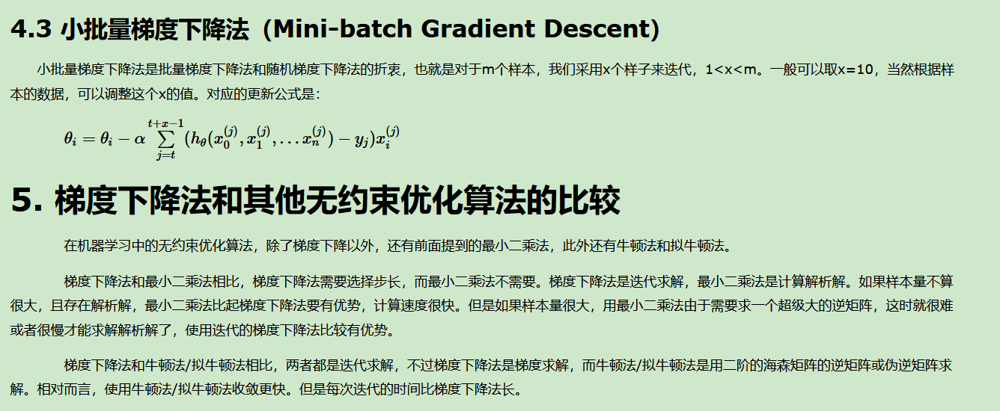 4.3 小批量梯度下降法（Mini-batch Gradient Descent）
小批量梯度下降法是批量梯度下降法和随机梯度下降法的折衷，也就是对于m个样本，我们采用x个样子来迭代，1<x<m。一般可以取x=10，当然根据样
本的数据，可以调整这个x的值。对应的更新公式是：
θ_i = θ_i − α ∑_{j=t}^{t+x−1} (h_θ(x_0^{(j)}, x_1^{(j)}, … x_n^{(j)}) − y_j)x_i^{(j)}
5. 梯度下降法和其他无约束优化算法的比较
在机器学习中的无约束优化算法，除了梯度下降以外，还有前面提到的最小二乘法，此外还有牛顿法和拟牛顿法。
梯度下降法和最小二乘法相比，梯度下降法需要选择步长，而最小二乘法不需要。梯度下降法是迭代求解，最小二乘法是计算解析解。如果样本量不算
很大，且存在解析解，最小二乘法比起梯度下降法要有优势，计算速度很快。但是如果样本量很大，用最小二乘法由于需要求一个超级大的逆矩阵，这时就很难
或者很慢才能求解解析解了，使用迭代的梯度下降法比较有优势。
梯度下降法和牛顿法/拟牛顿法相比，两者都是迭代求解，不过梯度下降法是梯度求解，而牛顿法/拟牛顿法是用二阶的海森矩阵的逆矩阵或伪逆矩阵求
解。相对而言，使用牛顿法/拟牛顿法收敛更快。但是每次迭代的时间比梯度下降法长。